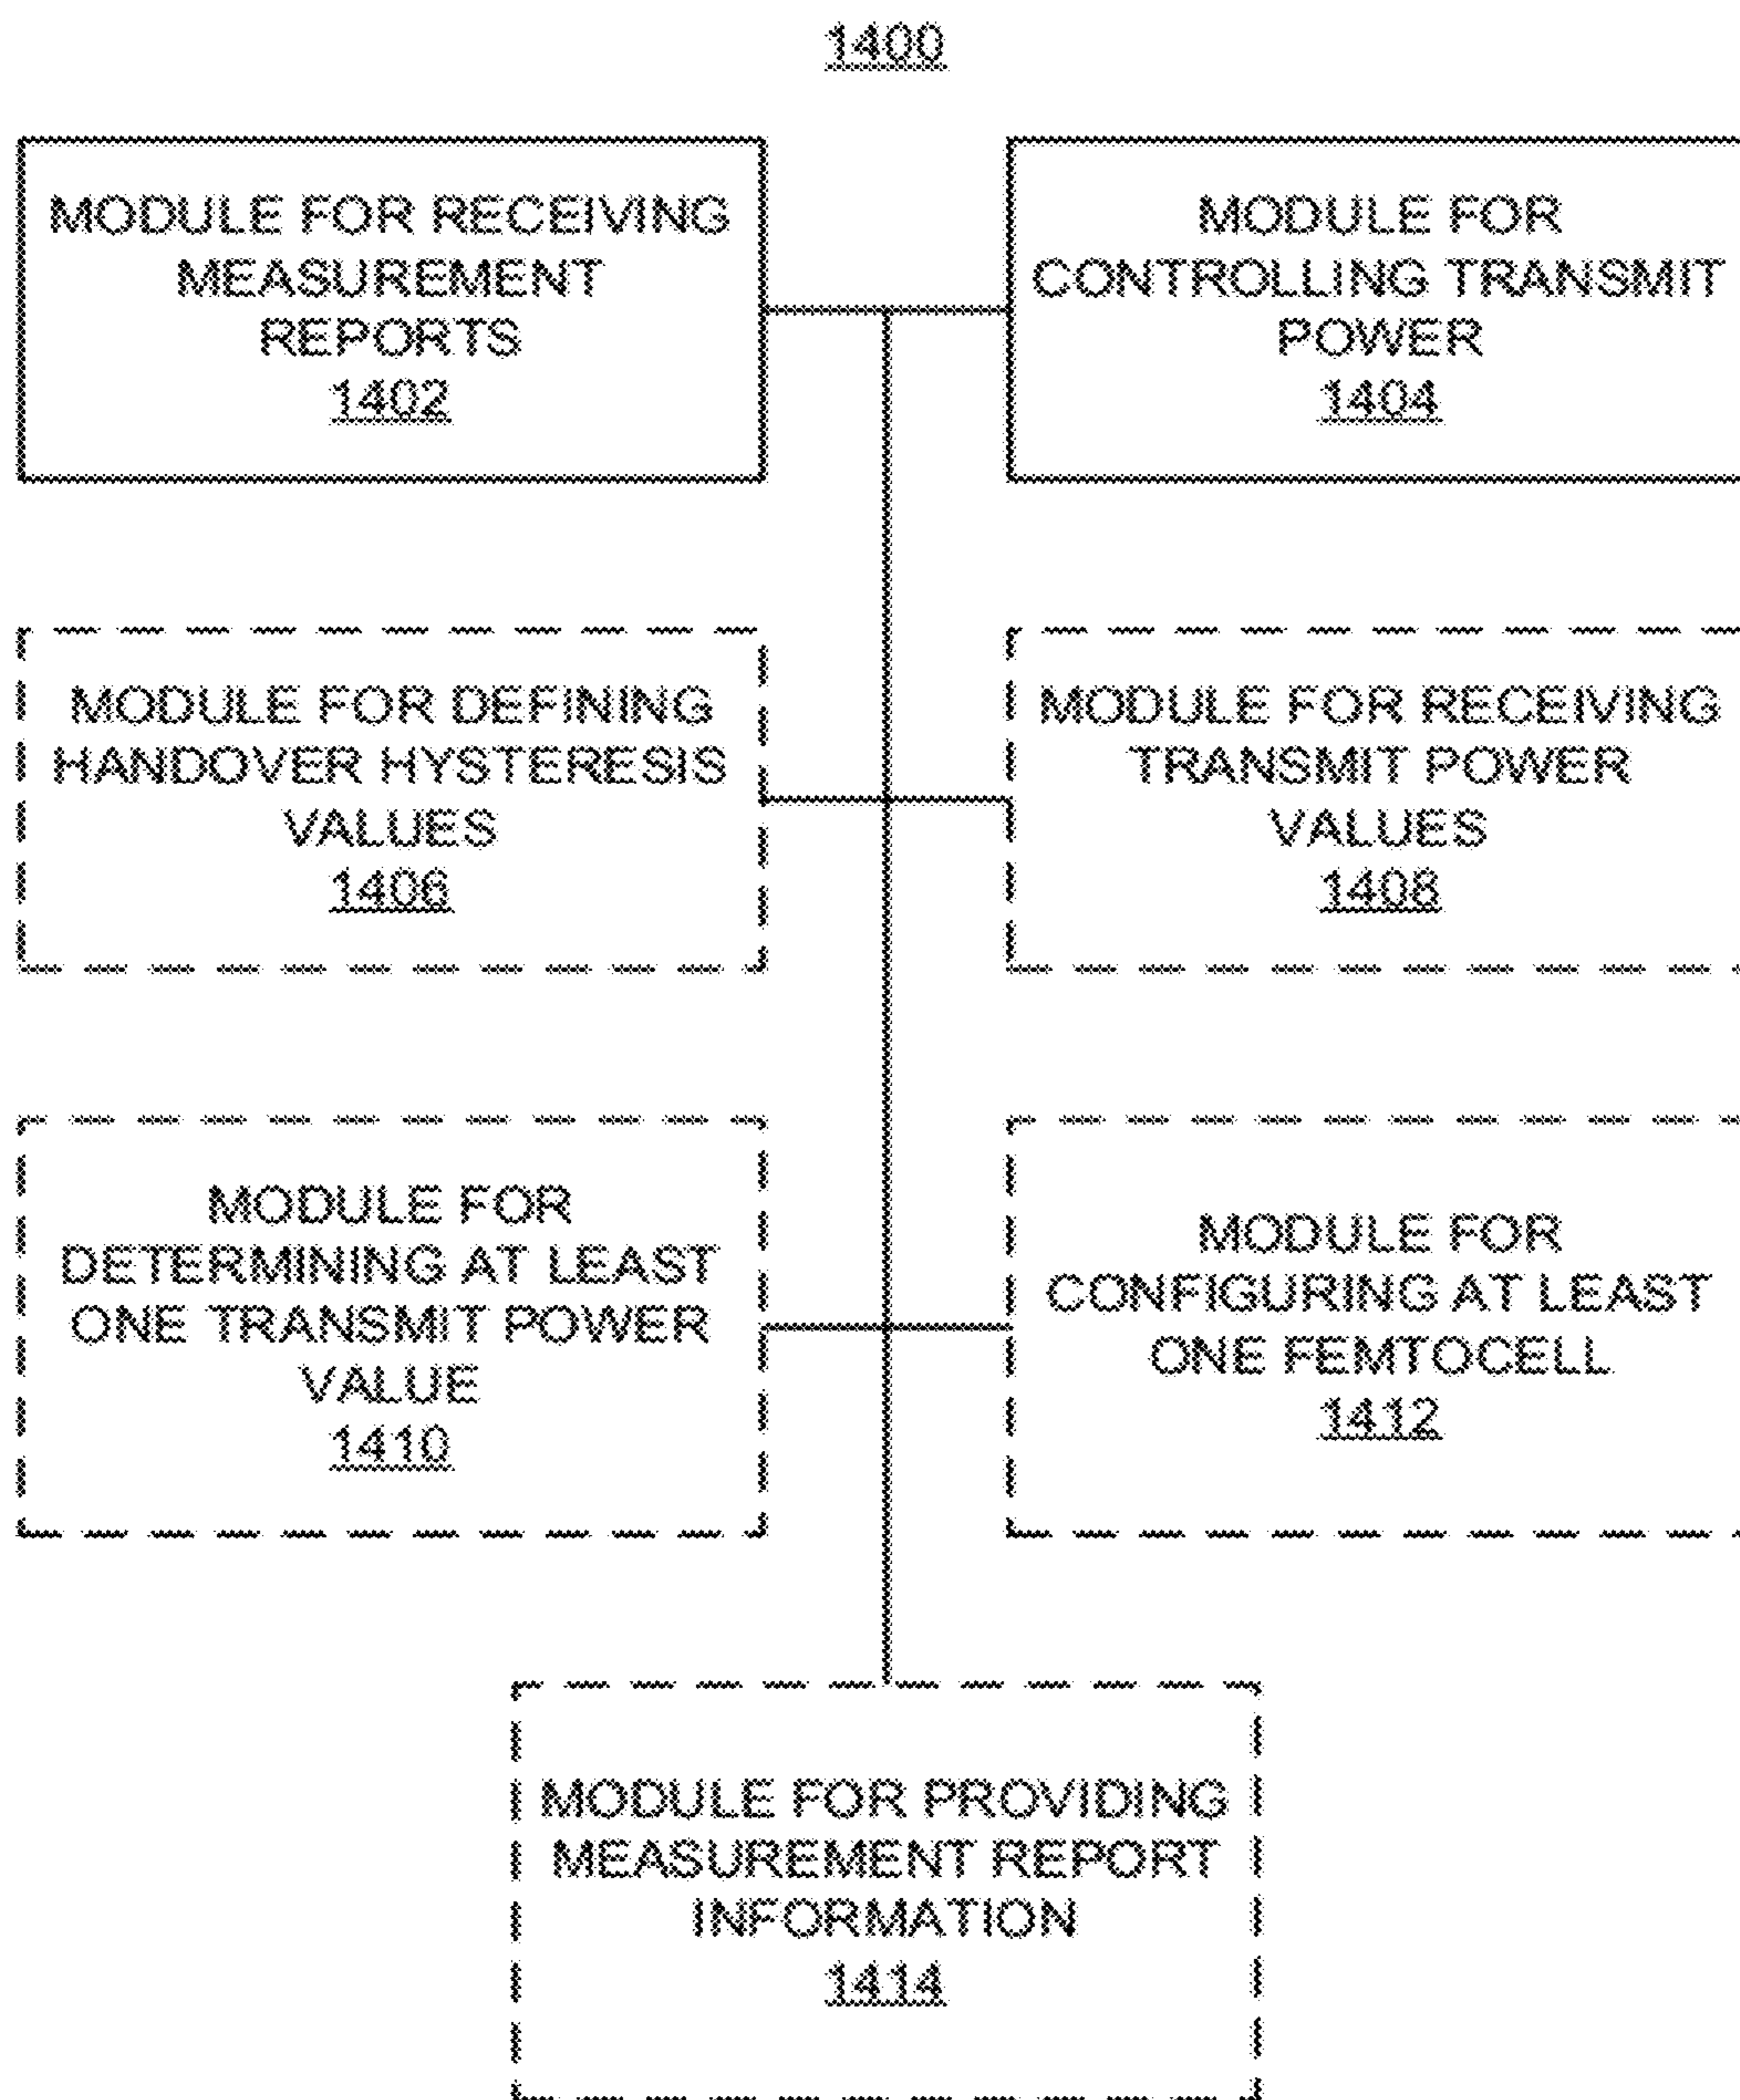 1400
MODULE FOR RECEIVING
MEASUREMENT
REPORTS
1402
MODULE FOR
CONTROLLING TRANSMIT
POWER
1404
MODULE FOR DEFINING
HANDOVER HYSTERESIS
VALUES
1406
MODULE FOR RECEIVING
TRANSMIT POWER
VALUES
1408
MODULE FOR
DETERMINING AT LEAST
ONE TRANSMIT POWER
VALUE
1410
MODULE FOR
CONFIGURING AT LEAST
ONE FEMTOCELL
1412
MODULE FOR PROVIDING
MEASUREMENT REPORT
INFORMATION
1414